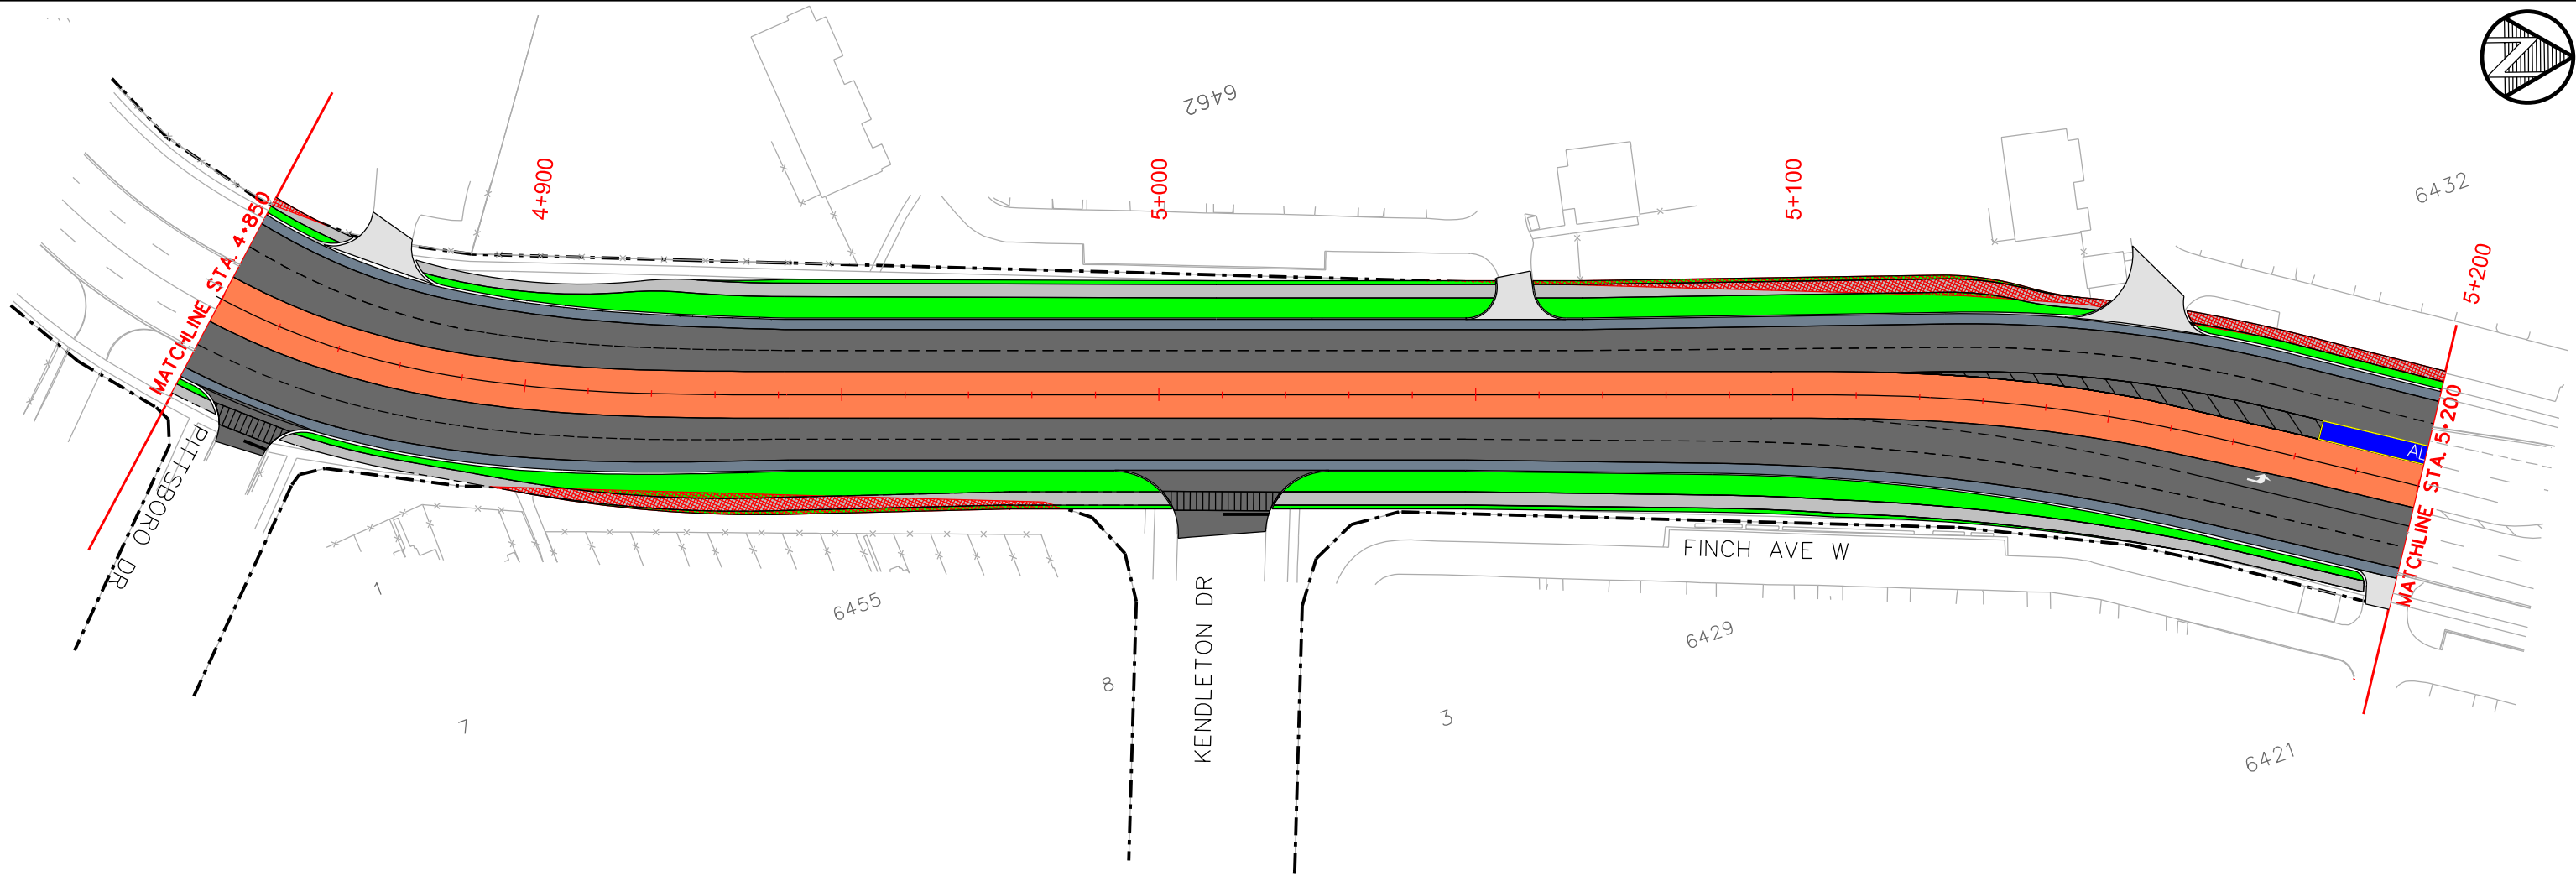 N
6462
6432
4+900
5+000
5+100
5+200
MATCHLINE STA. 4+850
MATCHLINE STA. 5+200
AL
PITTSBORO DR
FINCH AVE W
KENDLETON DR
1
6455
6429
8
7
3
6421